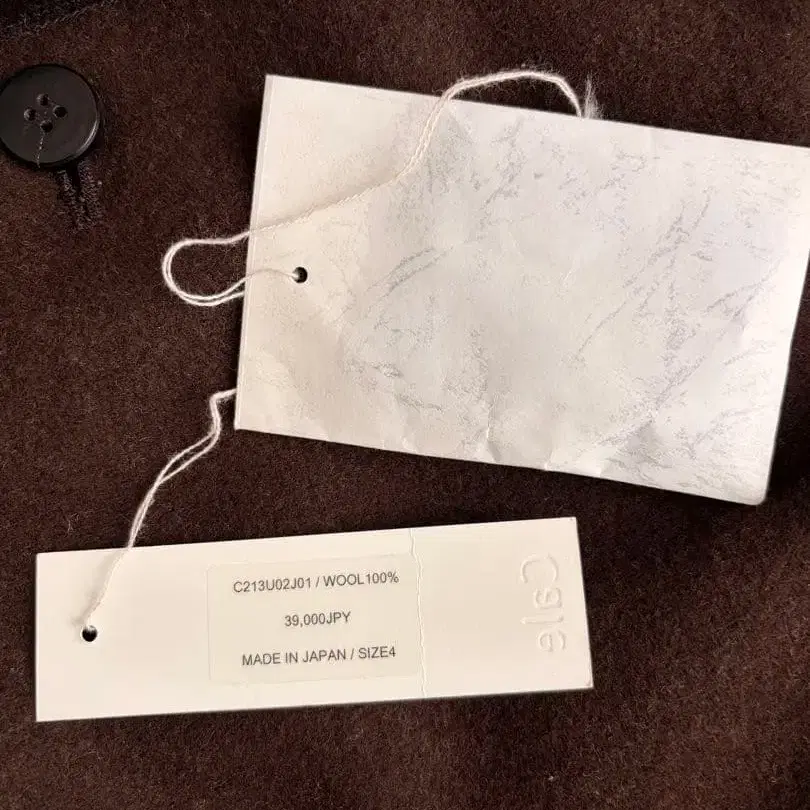 C213U02J01 / WOOL100%
39,000JPY
MADE IN JAPAN / SIZE4
Cale